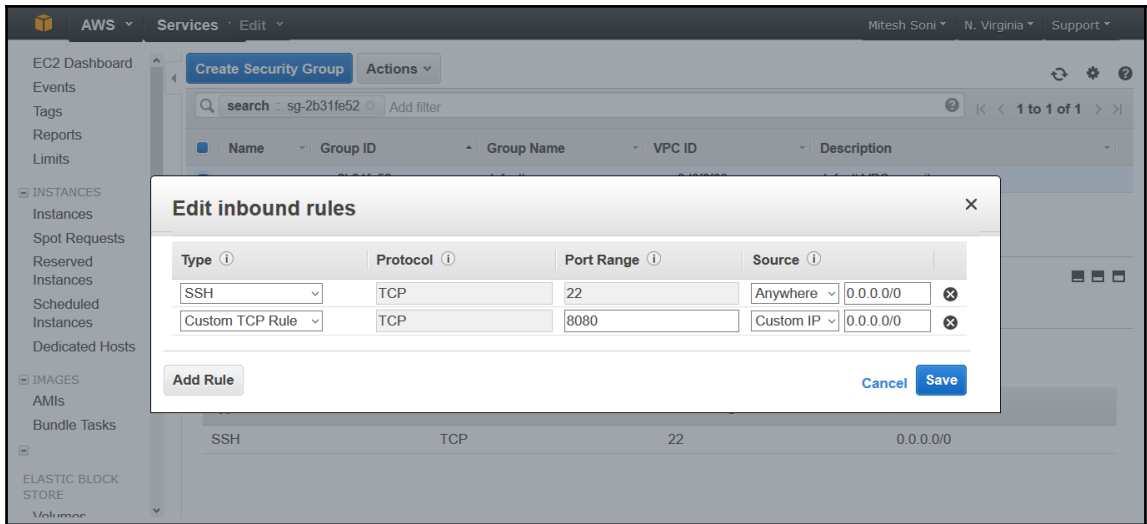 AWS Services Edit Mitesh Soni N. Virginia Support
EC2 Dashboard
Events
Tags
Reports
Limits
INSTANCES
Instances
Spot Requests
Reserved
Instances
Scheduled
Instances
Dedicated Hosts
IMAGES
AMIs
Bundle Tasks
ELASTIC BLOCK
STORE
Volumes
Create Security Group Actions
search : sg-2b31fe52 Add filter 1 to 1 of 1
Name Group ID Group Name VPC ID Description
Edit inbound rules
Type Protocol Port Range Source
SSH TCP 22 Anywhere 0.0.0.0/0
Custom TCP Rule TCP 8080 Custom IP 0.0.0.0/0
Add Rule Cancel Save
SSH TCP 22 0.0.0.0/0